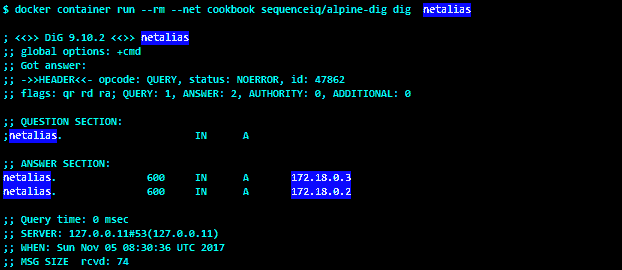 $ docker container run --rm --net cookbook sequenceiq/alpine-dig dig  netalias
; <<>> DiG 9.10.2 <<>> netalias
;; global options: +cmd
;; Got answer:
;; ->>HEADER<<- opcode: QUERY, status: NOERROR, id: 47862
;; flags: qr rd ra; QUERY: 1, ANSWER: 2, AUTHORITY: 0, ADDITIONAL: 0
;; QUESTION SECTION:
;netalias. IN A
;; ANSWER SECTION:
netalias. 600 IN A 172.18.0.3
netalias. 600 IN A 172.18.0.2
;; Query time: 0 msec
;; SERVER: 127.0.0.11#53(127.0.0.11)
;; WHEN: Sun Nov 05 08:30:36 UTC 2017
;; MSG SIZE  rcvd: 74